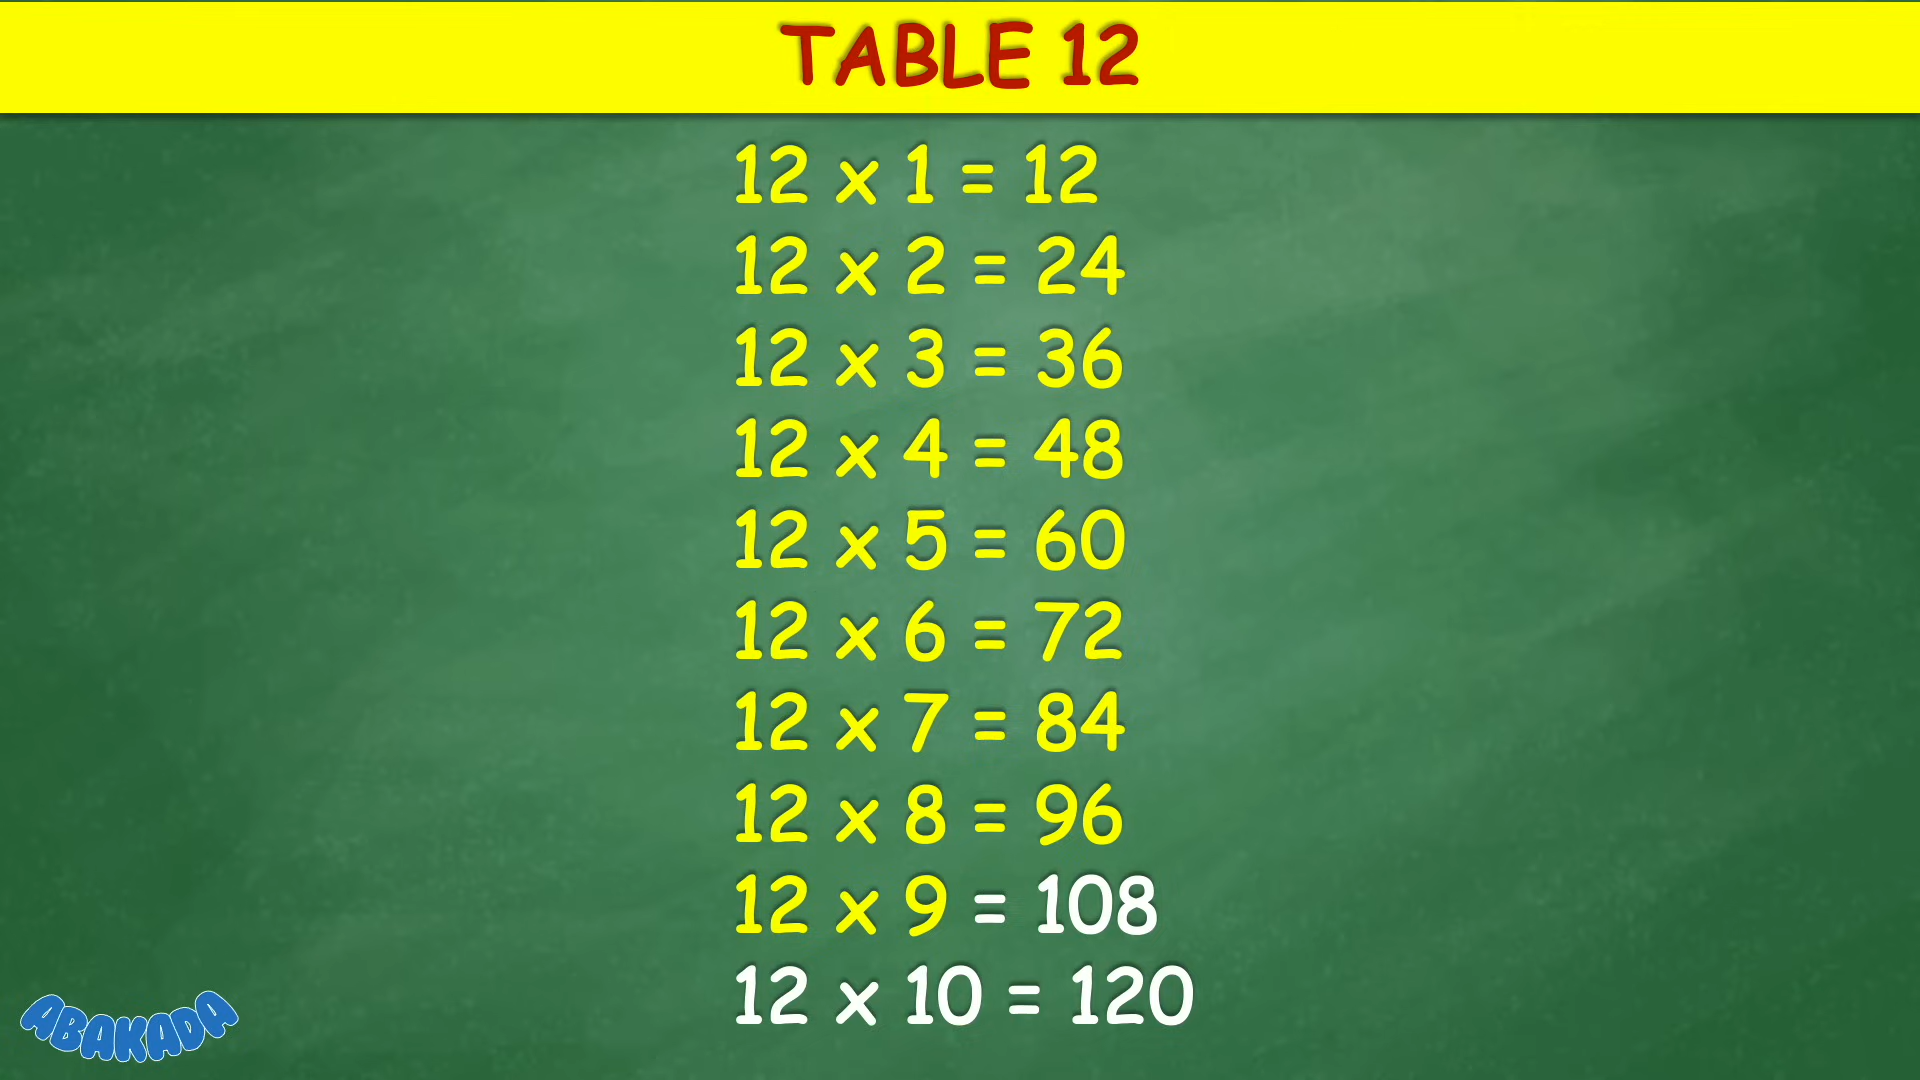 TABLE 12
12 x 1 = 12
12 x 2 = 24
12 x 3 = 36
12 x 4 = 48
12 x 5 = 60
12 x 6 = 72
12 x 7 = 84
12 x 8 = 96
12 x 9 = 108
12 x 10 = 120
ABAKADA